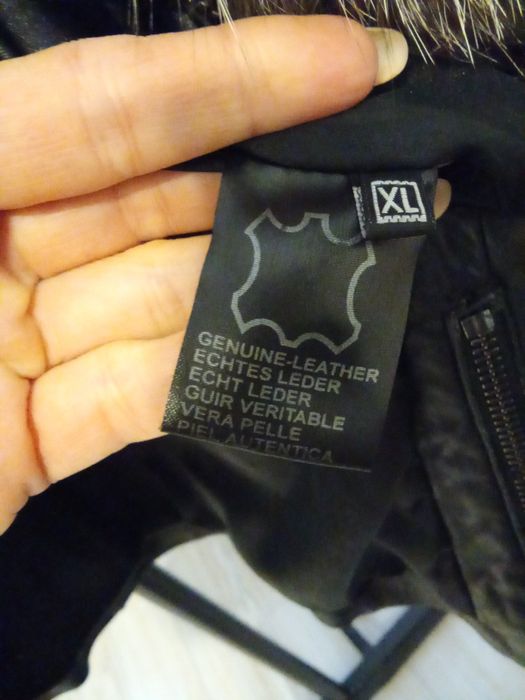 XL
GENUINE-LEATHER
ECHTES LEDER
ECHT LEDER
GUIR VERITABLE
VERA PELLE
PIEL AUTENTICA